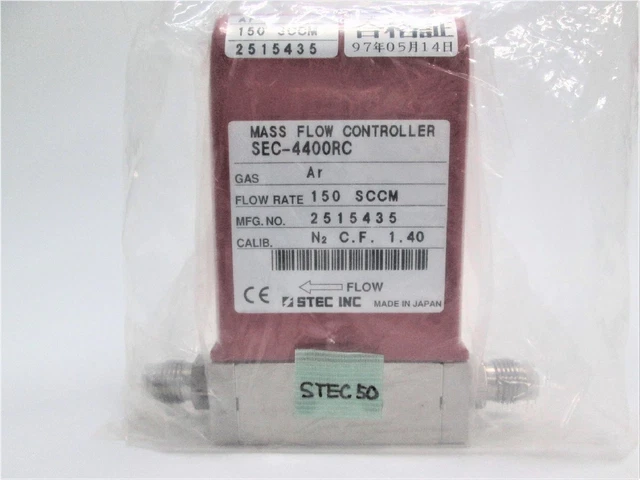 Ar
150 SCCM
2515435
合格証
97年05月14日
MASS FLOW CONTROLLER
SEC-4400RC
GAS Ar
FLOW RATE 150 SCCM
MFG.NO. 2515435
CALIB. N₂ C.F. 1.40
FLOW
CE STEC INC MADE IN JAPAN
STEC 50